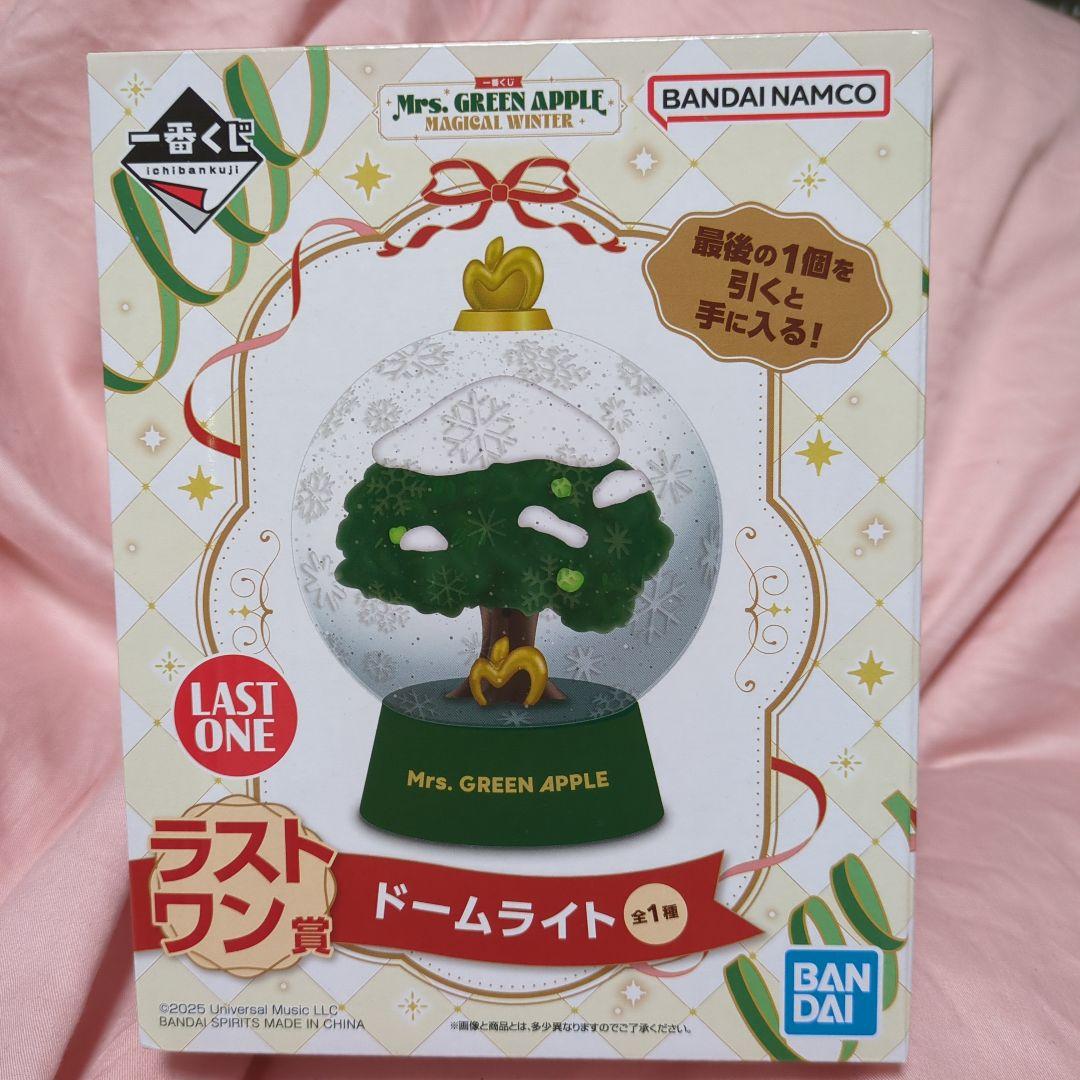 一番くじ
ichibankuji
一番くじ
Mrs. GREEN APPLE
MAGICAL WINTER
BANDAI NAMCO
最後の1個を
引くと
手に入る!
Mrs. GREEN APPLE
LAST
ONE
ラスト
ワン賞
ドームライト 全1種
©2025 Universal Music LLC
BANDAI SPIRITS MADE IN CHINA
※画像と商品とは、多少異なりますのでご了承ください。
BAN
DAI